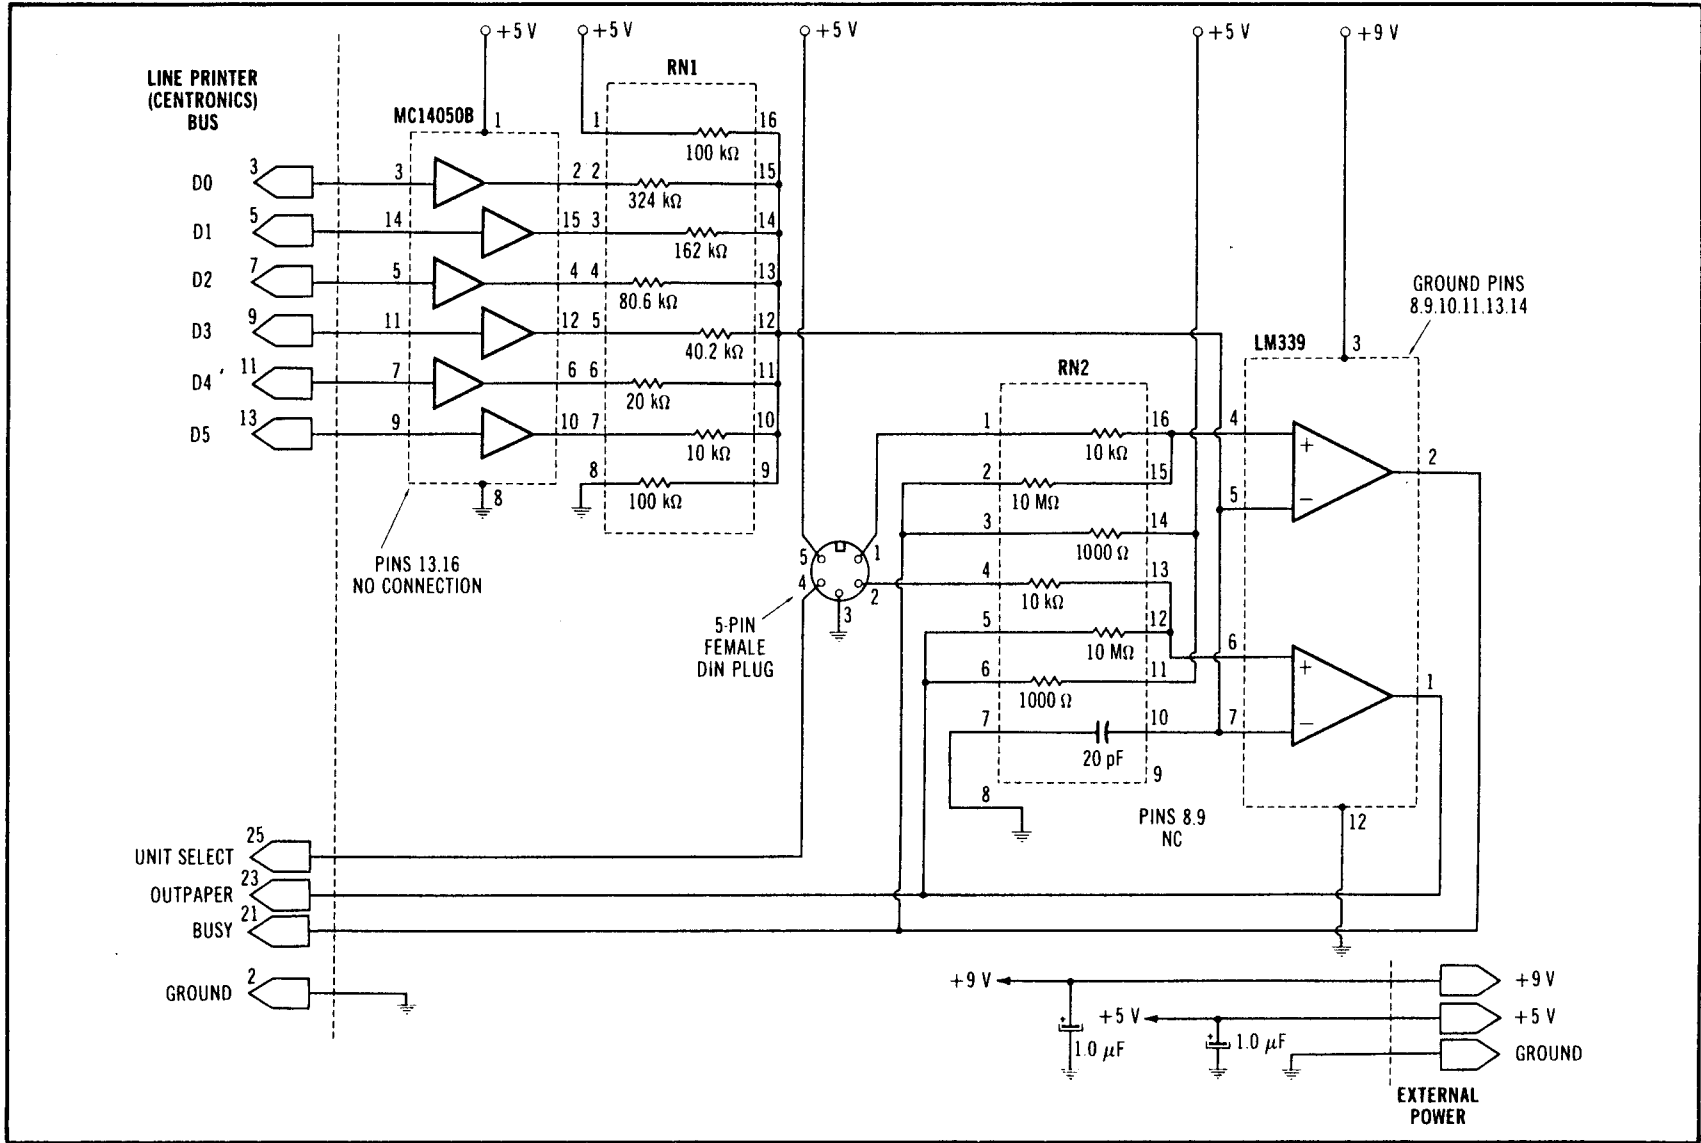 +5 V
+5 V
+5 V
+5 V
+9 V
LINE PRINTER
(CENTRONICS)
BUS
RN1
MC14050B
1
1
16
100 kΩ
D0
3
3
2
2
15
324 kΩ
D1
5
14
15
3
14
162 kΩ
D2
7
5
4
4
13
80.6 kΩ
D3
9
11
12
5
12
40.2 kΩ
D4
11
7
6
6
11
20 kΩ
D5
13
9
10
7
10
10 kΩ
8
8
9
100 kΩ
PINS 13.16
NO CONNECTION
GROUND PINS
8.9.10.11.13.14
LM339
3
RN2
1
16
10 kΩ
2
15
10 MΩ
3
14
1000 Ω
4
13
10 kΩ
5
12
10 MΩ
6
11
1000 Ω
7
10
20 pF
9
8
PINS 8.9
NC
4
+
2
5
−
6
+
1
7
−
12
5
1
4
2
3
5-PIN
FEMALE
DIN PLUG
UNIT SELECT
25
OUTPAPER
23
BUSY
21
GROUND
2
+9 V
+9 V
+5 V
+5 V
+
1.0 μF
+
1.0 μF
GROUND
EXTERNAL
POWER